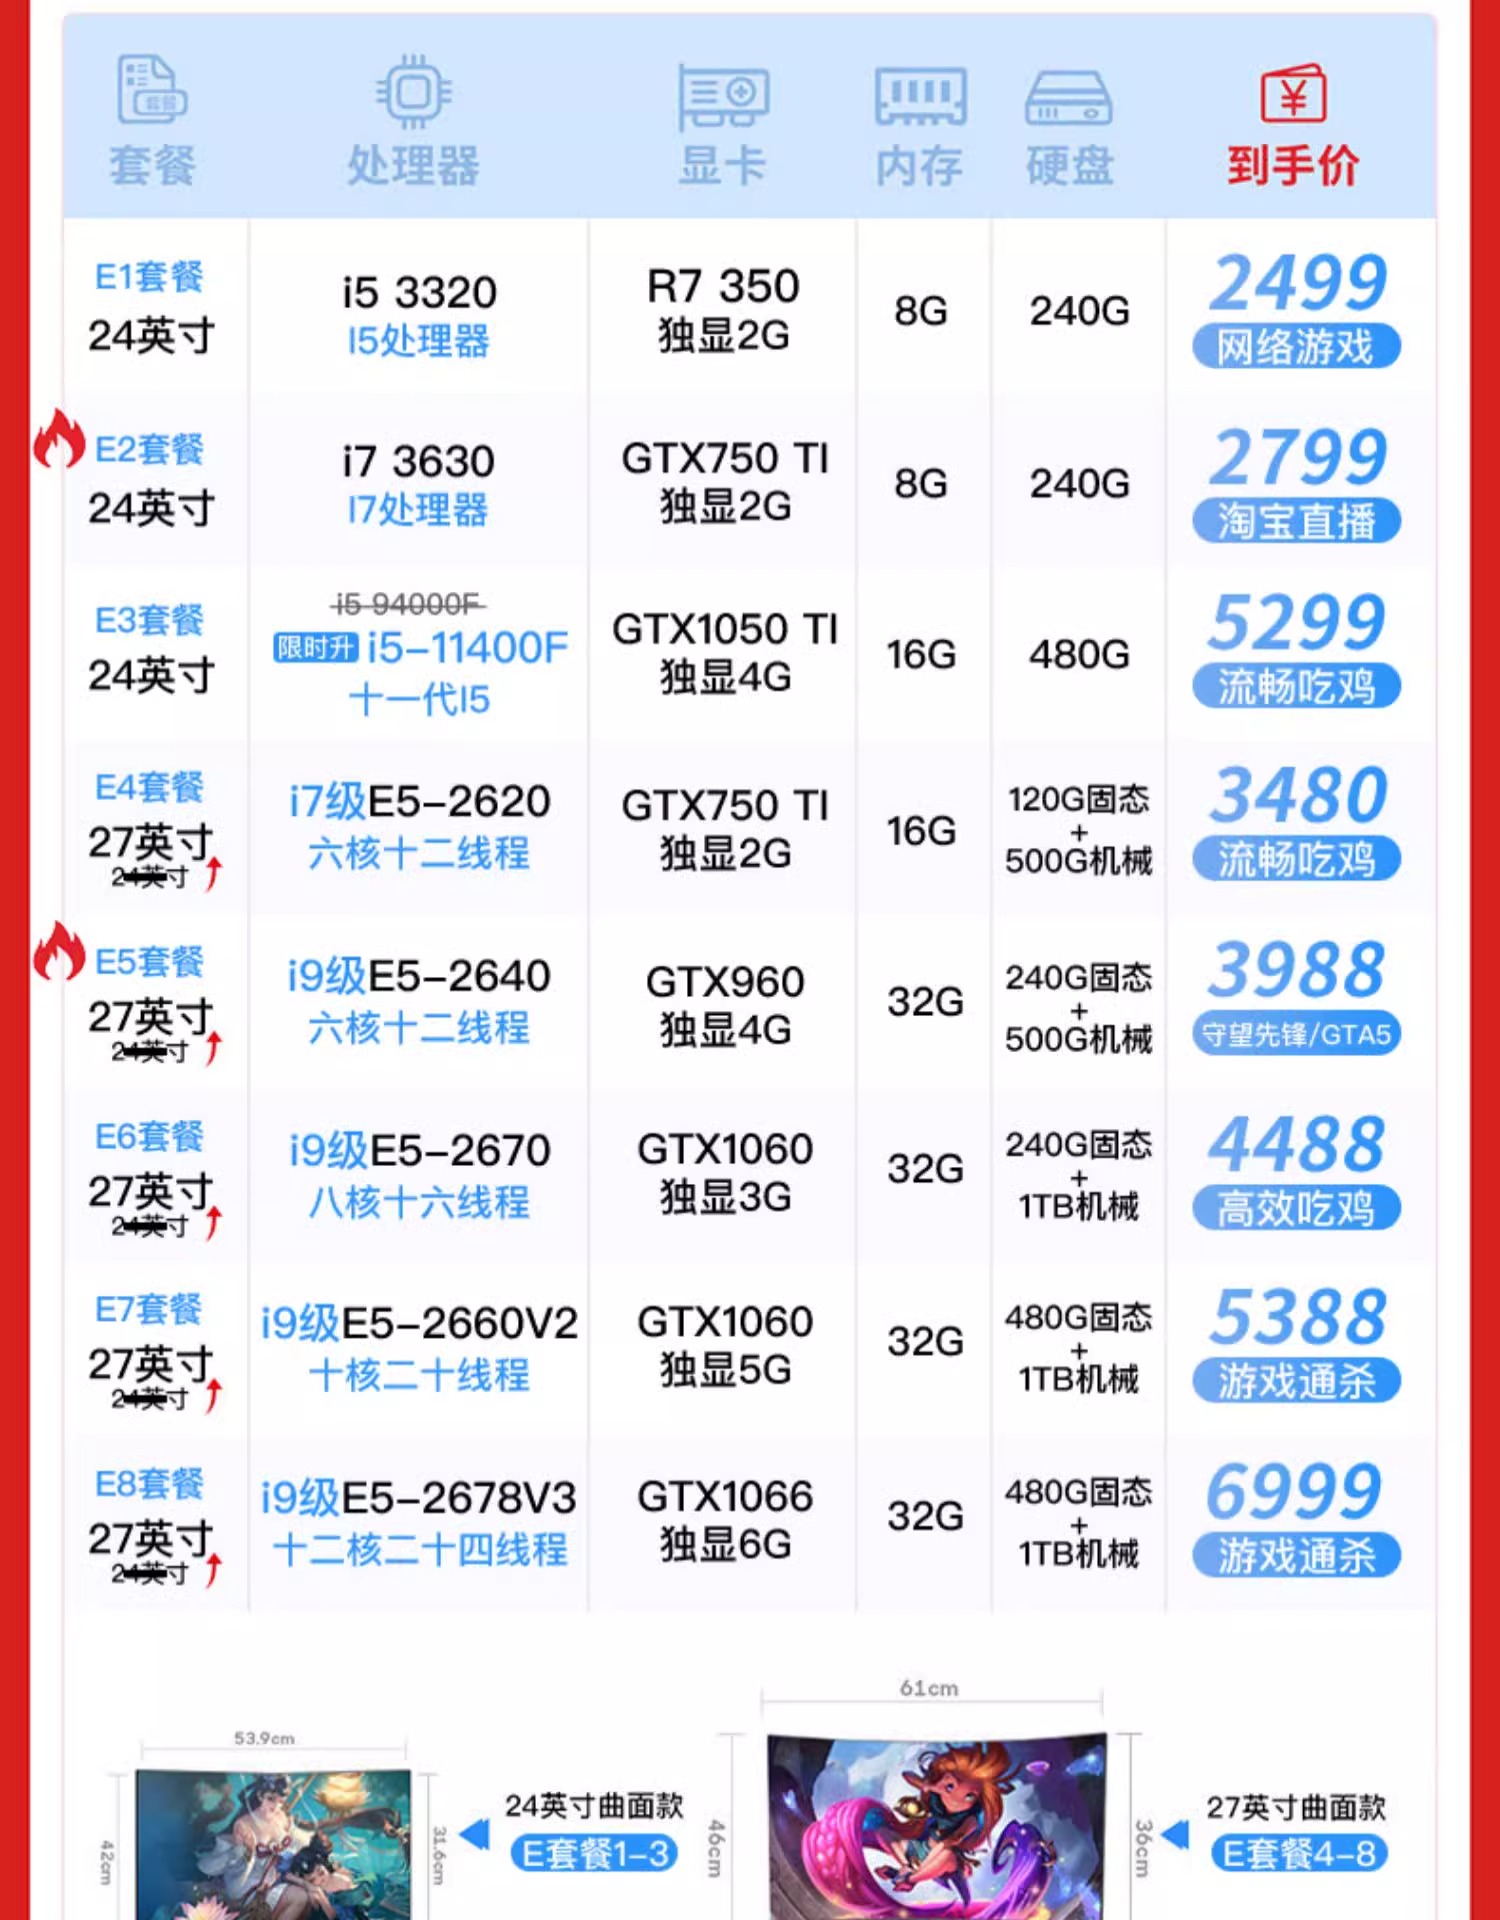 套餐
套餐 处理器 显卡 内存 硬盘 到手价
E1套餐
24英寸
i5 3320
I5处理器
R7 350
独显2G
8G
240G
2499
网络游戏
E2套餐
24英寸
i7 3630
I7处理器
GTX750 TI
独显2G
8G
240G
2799
淘宝直播
E3套餐
24英寸
i5 94000F
限时升 i5-11400F
十一代I5
GTX1050 TI
独显4G
16G
480G
5299
流畅吃鸡
E4套餐
27英寸
24英寸
i7级E5-2620
六核十二线程
GTX750 TI
独显2G
16G
120G固态
+
500G机械
3480
流畅吃鸡
E5套餐
27英寸
24英寸
i9级E5-2640
六核十二线程
GTX960
独显4G
32G
240G固态
+
500G机械
3988
守望先锋/GTA5
E6套餐
27英寸
24英寸
i9级E5-2670
八核十六线程
GTX1060
独显3G
32G
240G固态
+
1TB机械
4488
高效吃鸡
E7套餐
27英寸
24英寸
i9级E5-2660V2
十核二十线程
GTX1060
独显5G
32G
480G固态
+
1TB机械
5388
游戏通杀
E8套餐
27英寸
24英寸
i9级E5-2678V3
十二核二十四线程
GTX1066
独显6G
32G
480G固态
+
1TB机械
6999
游戏通杀
53.9cm
42cm
31.6cm
24英寸曲面款
E套餐1-3
61cm
46cm
36cm
27英寸曲面款
E套餐4-8